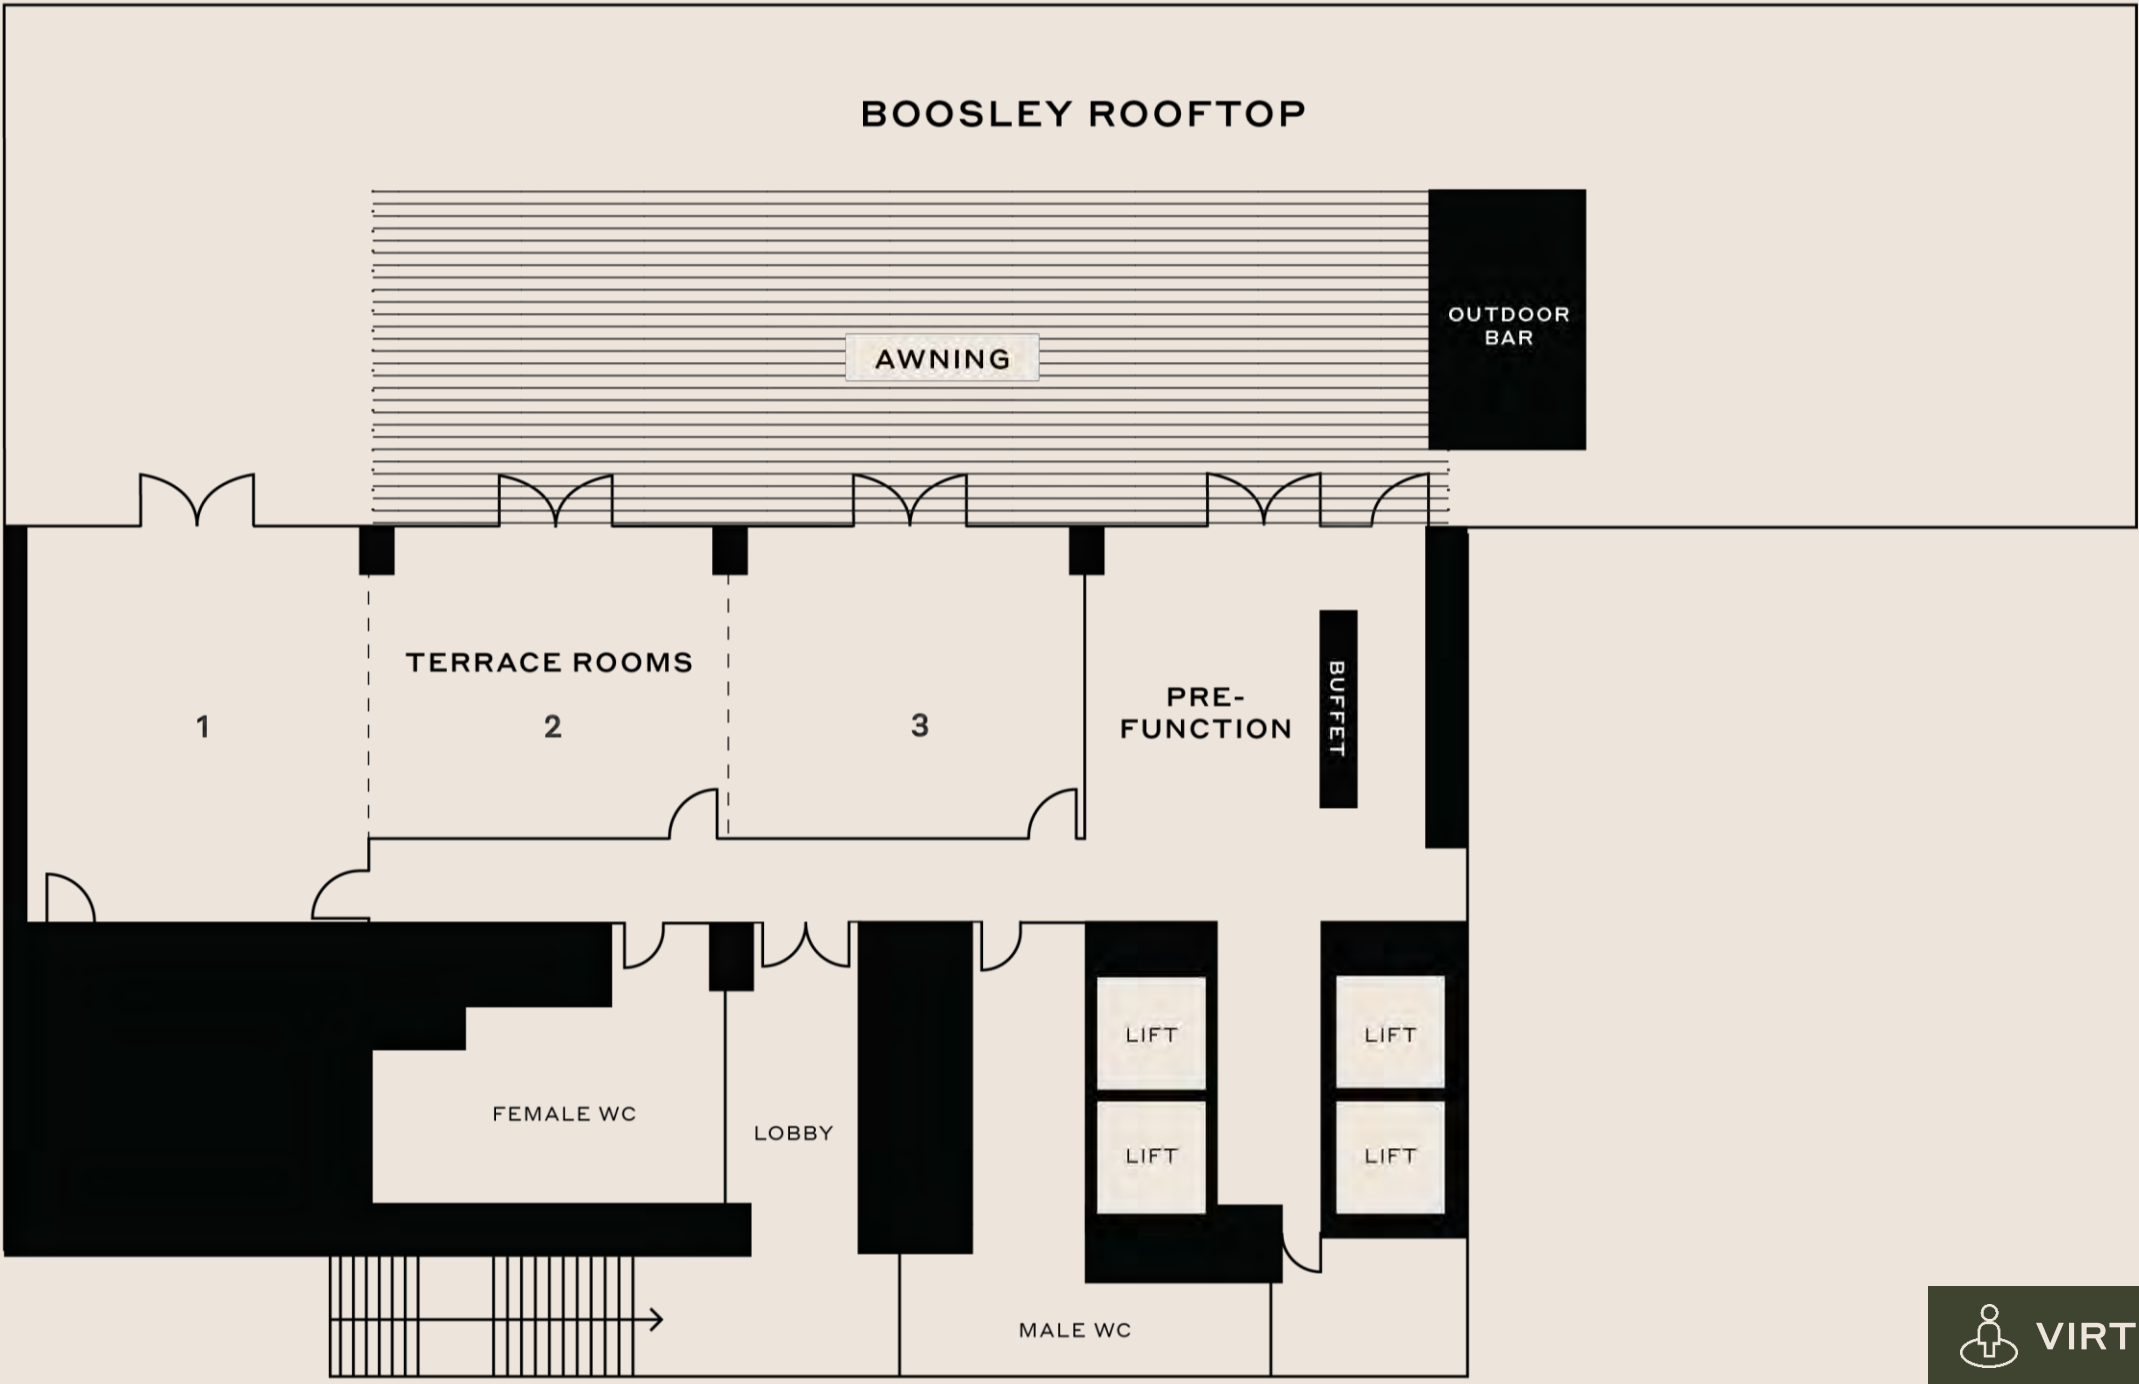 BOOSLEY ROOFTOP
OUTDOOR
BAR
AWNING
TERRACE ROOMS
1
2
3
PRE-
FUNCTION
BUFFET
LIFT
LIFT
FEMALE WC
LOBBY
LIFT
LIFT
MALE WC
VIRT